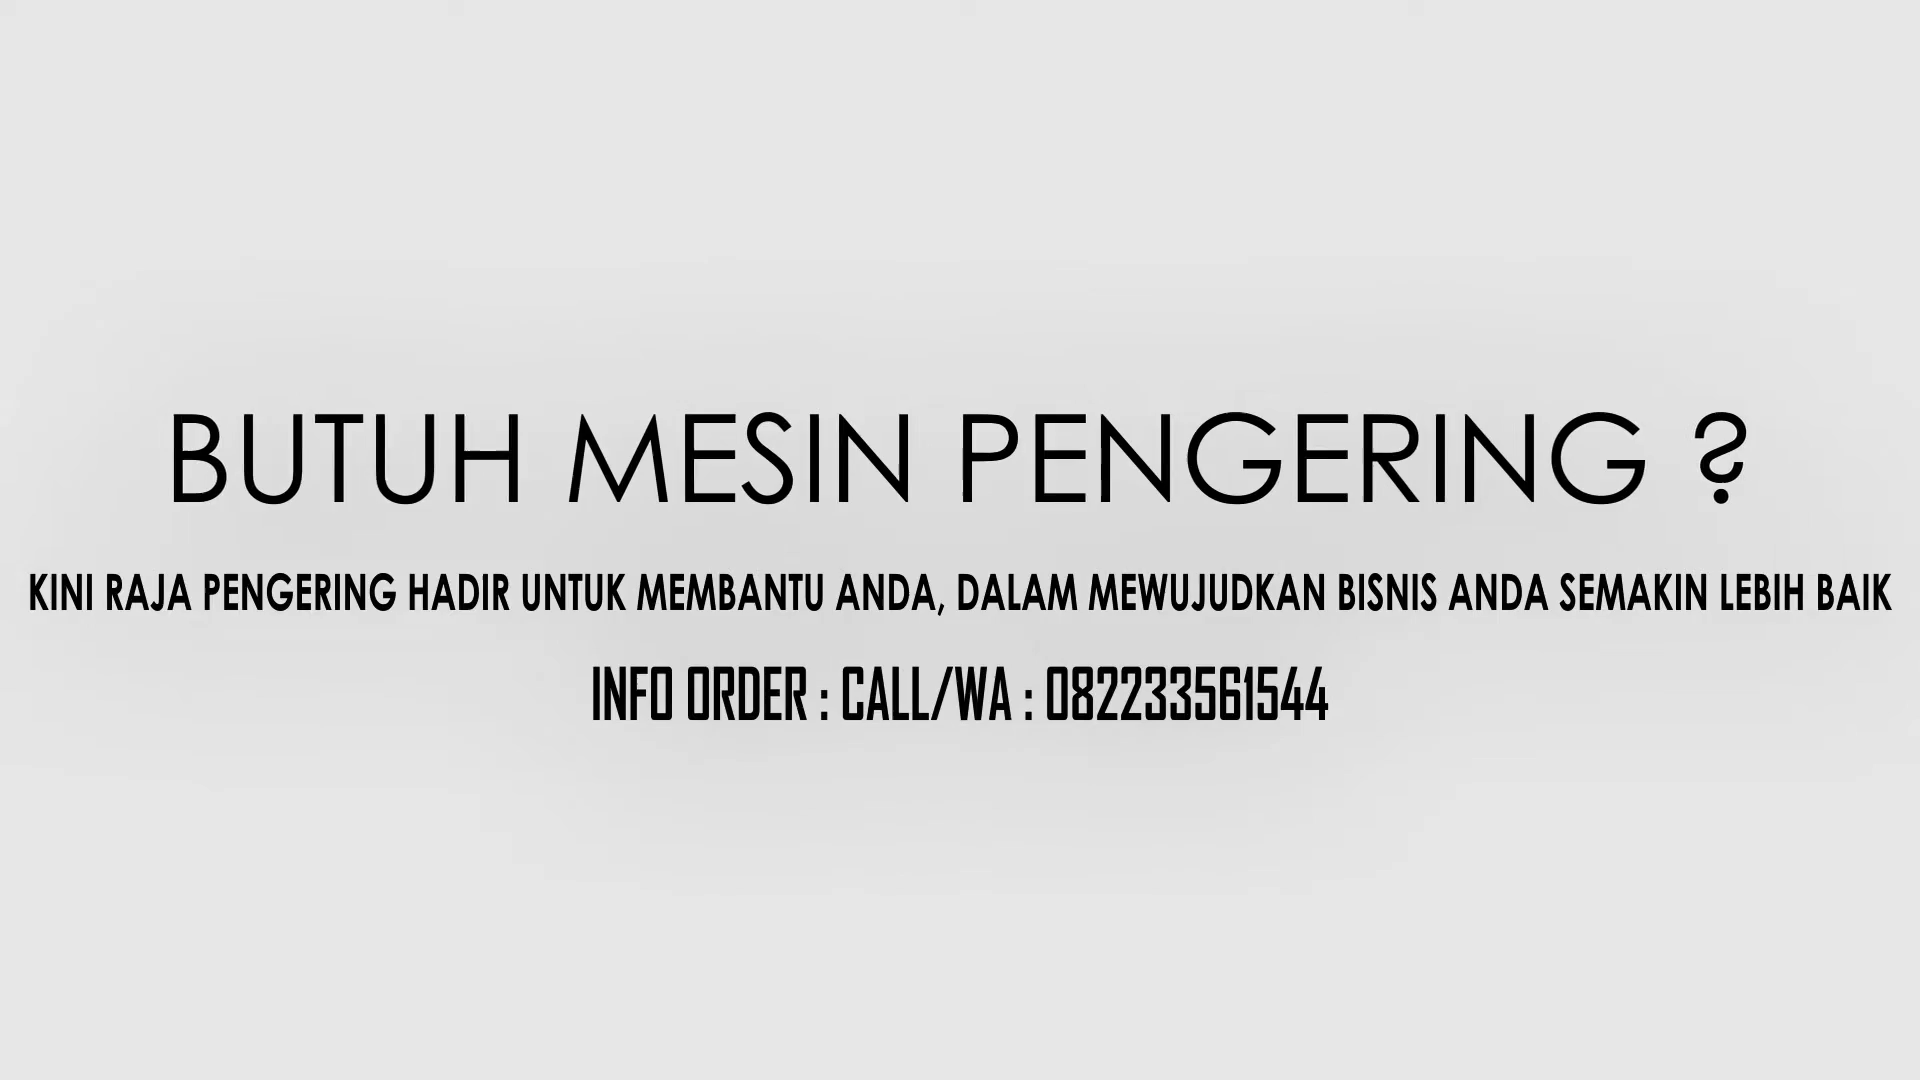 BUTUH MESIN PENGERING ?
KINI RAJA PENGERING HADIR UNTUK MEMBANTU ANDA, DALAM MEWUJUDKAN BISNIS ANDA SEMAKIN LEBIH BAIK
INFO ORDER : CALL/WA : 082233561544